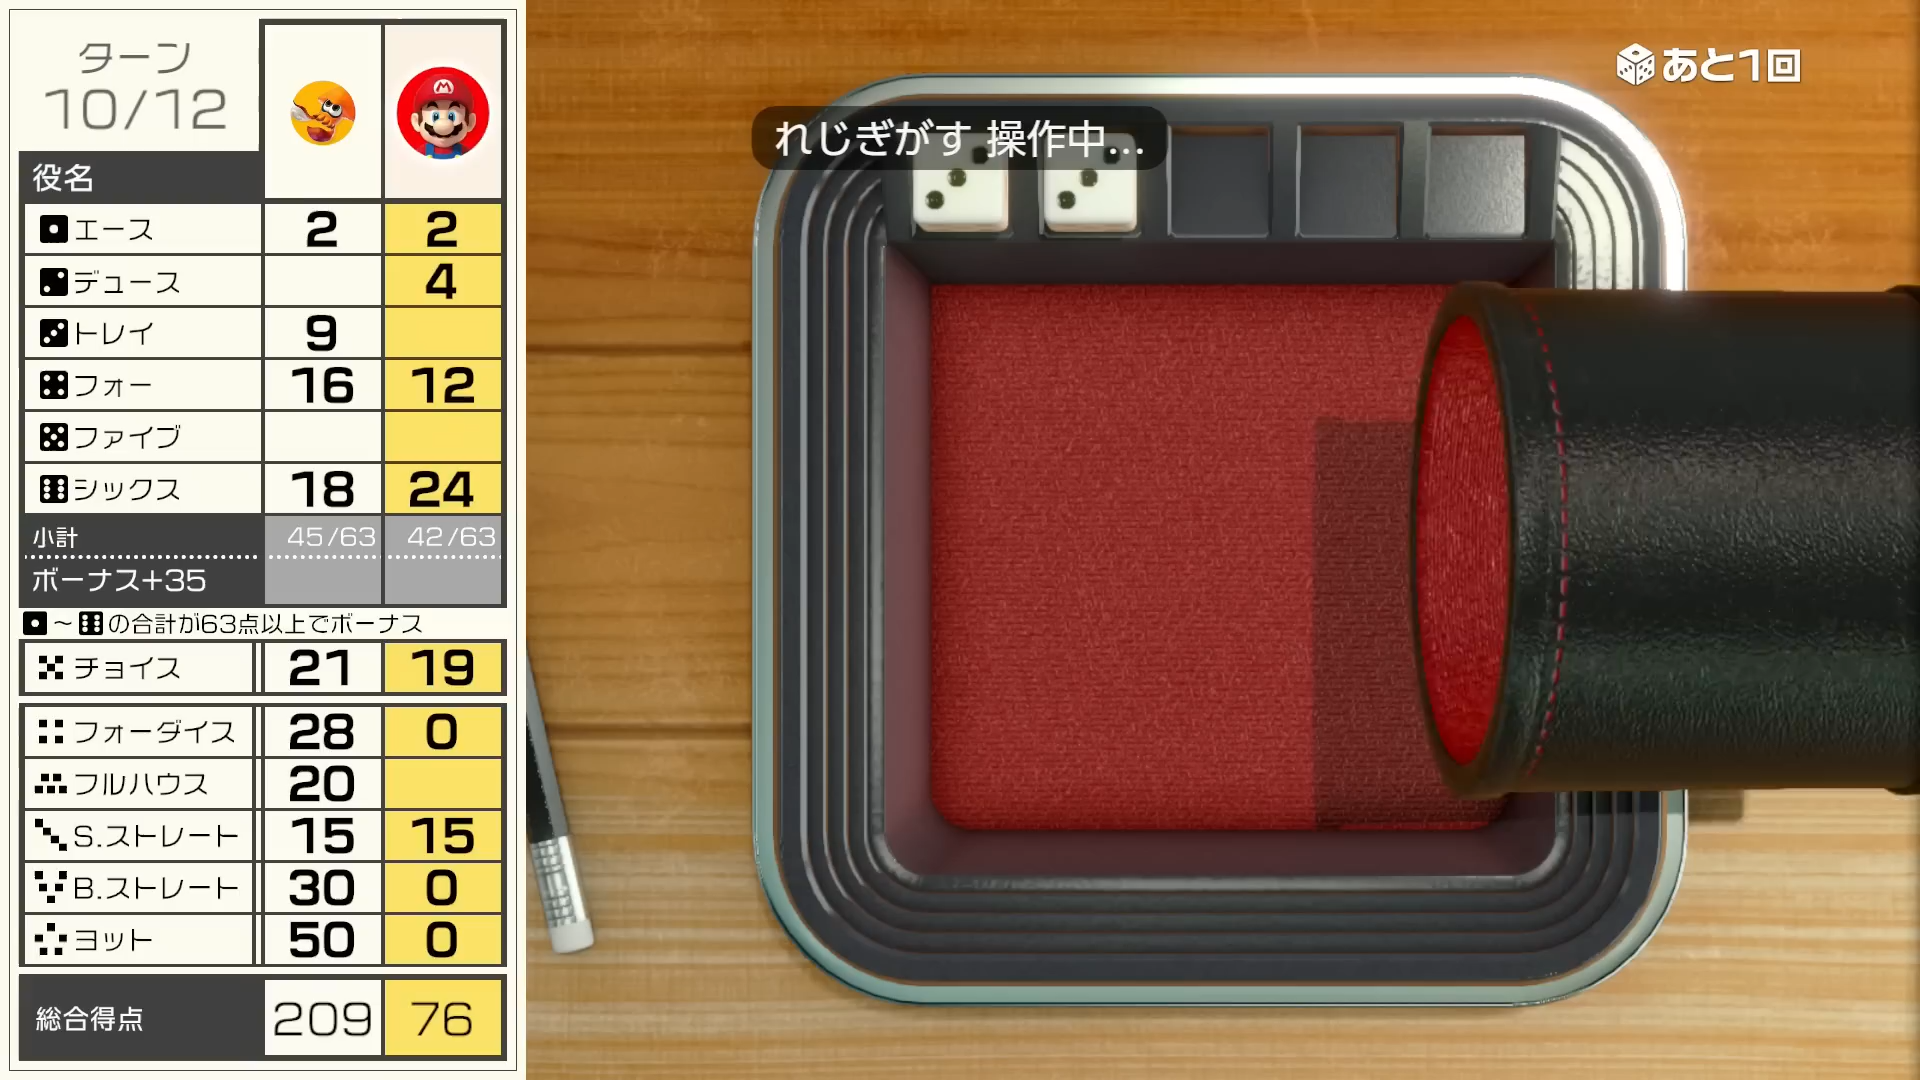 ターン
10/12
役名
エース 2 2
デュース 4
トレイ 9
フォー 16 12
ファイブ
シックス 18 24
小計 45/63 42/63
ボーナス+35
~の合計が63点以上でボーナス
チョイス 21 19
フォーダイス 28 0
フルハウス 20
S.ストレート 15 15
B.ストレート 30 0
ヨット 50 0
総合得点 209 76
れじぎがす 操作中...
あと1回